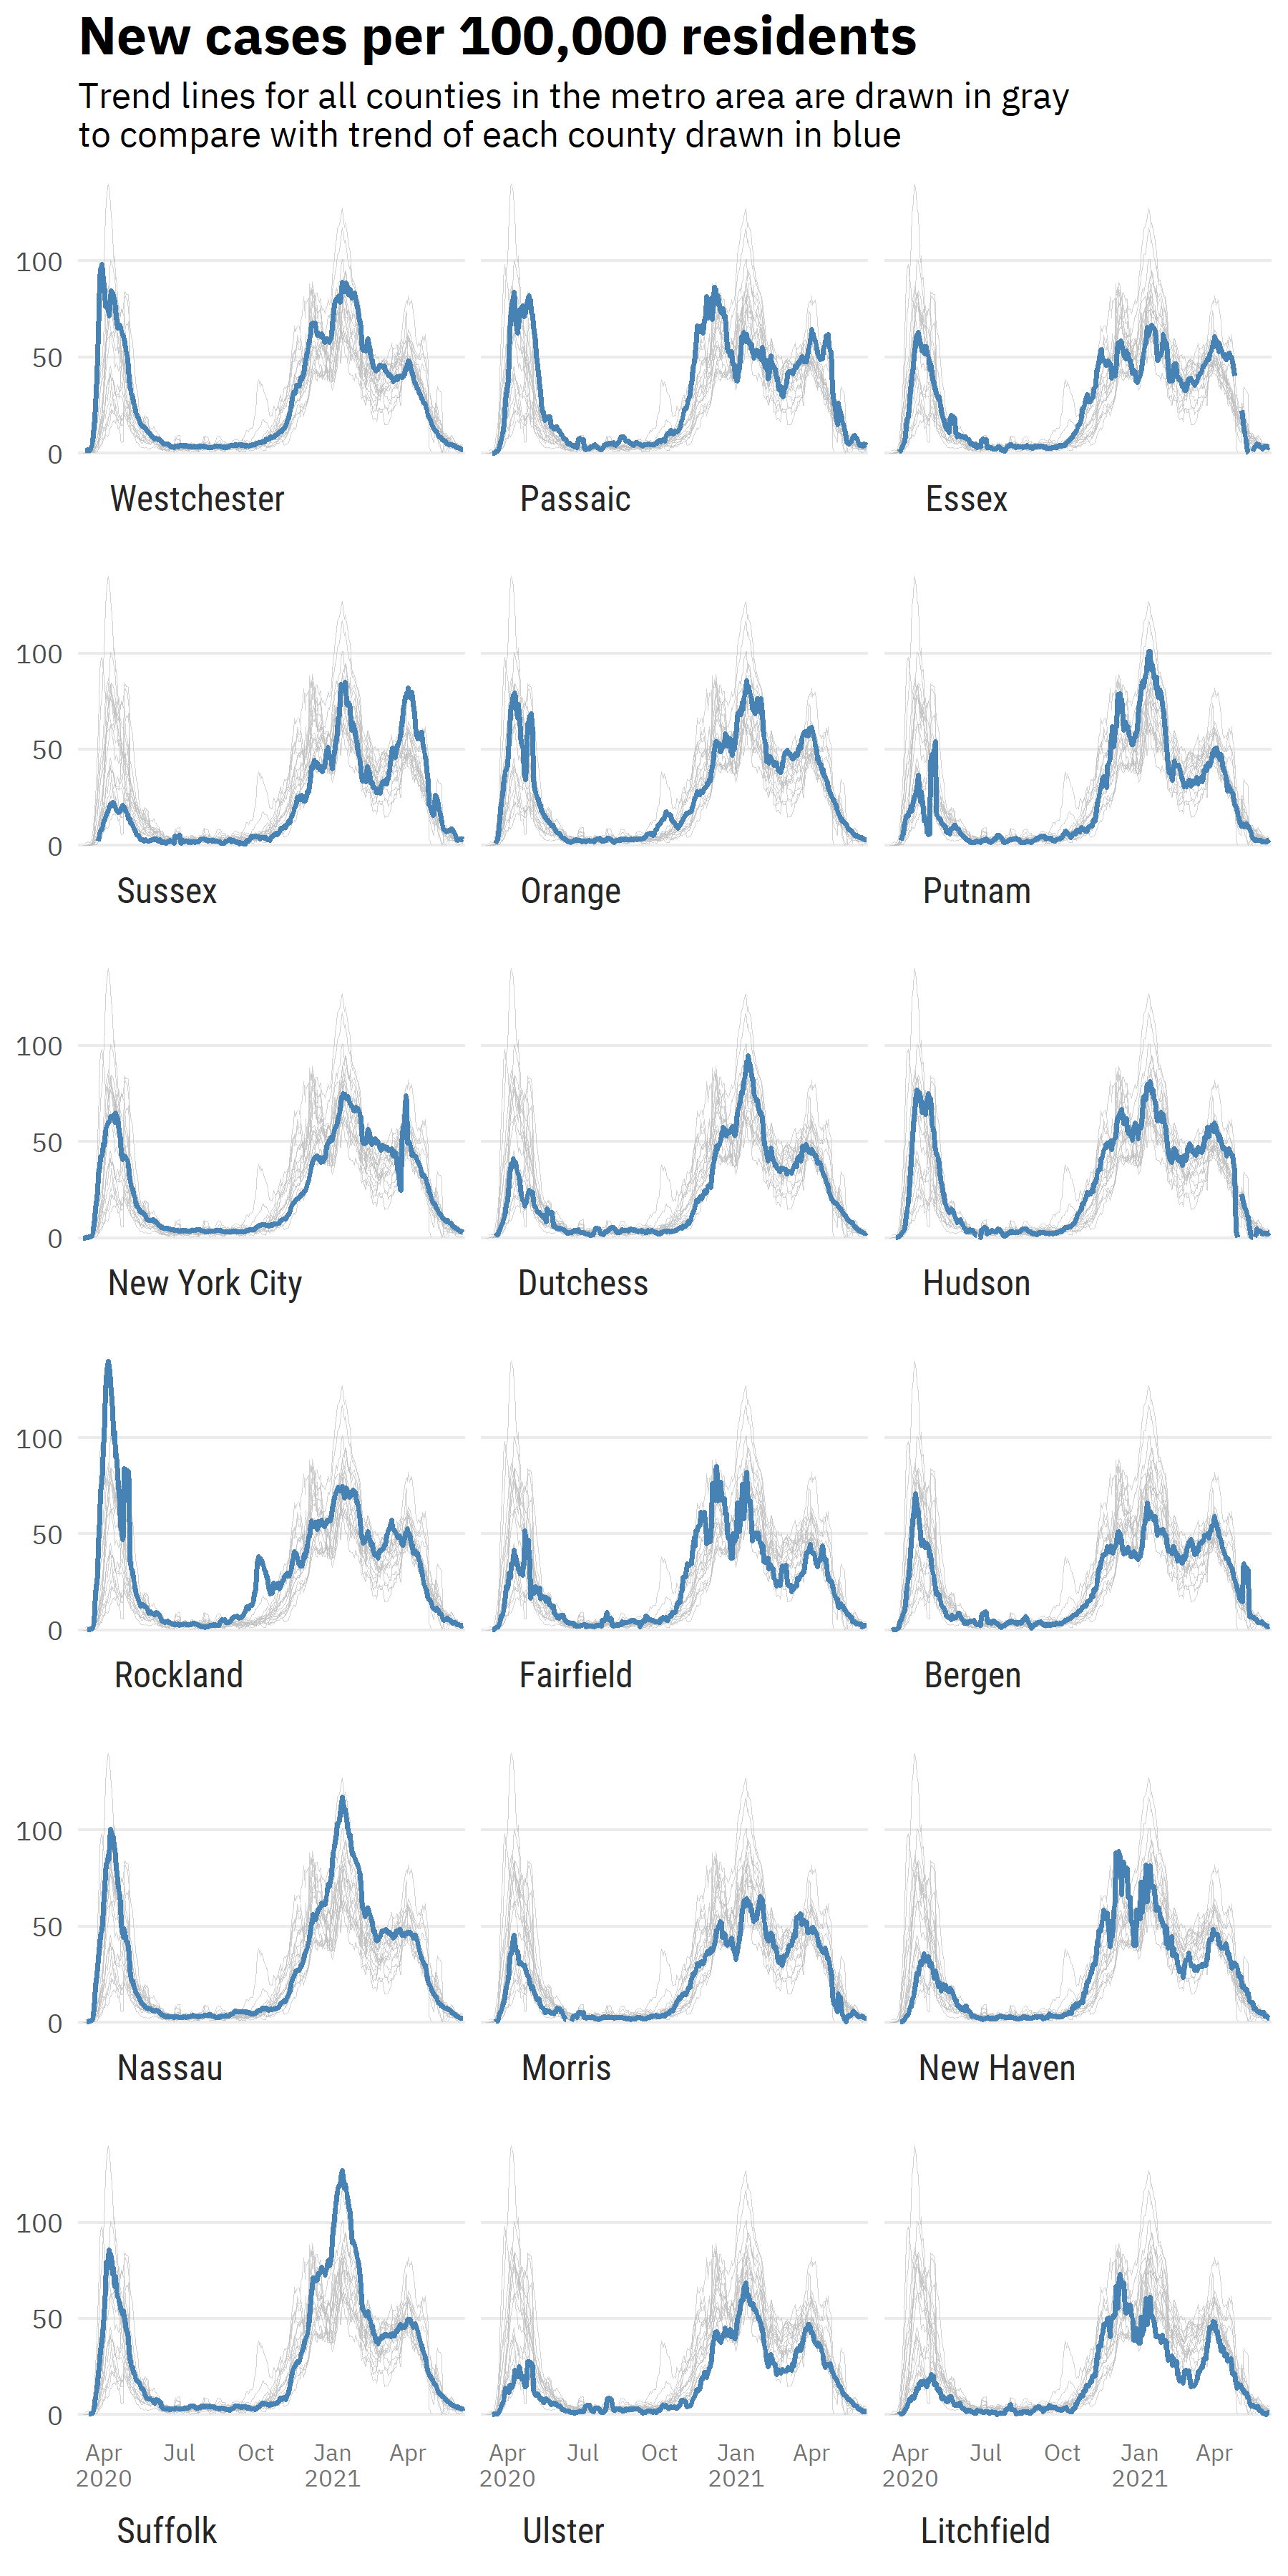 New cases per 100,000 residents
Trend lines for all counties in the metro area are drawn in gray
to compare with trend of each county drawn in blue
100
50
0
Westchester
Passaic
Essex
100
50
0
Sussex
Orange
Putnam
100
50
0
New York City
Dutchess
Hudson
100
50
0
Rockland
Fairfield
Bergen
100
50
0
Nassau
Morris
New Haven
100
50
0
Apr Jul Oct Jan Apr
2020 2021
Apr Jul Oct Jan Apr
2020 2021
Apr Jul Oct Jan Apr
2020 2021
Suffolk
Ulster
Litchfield